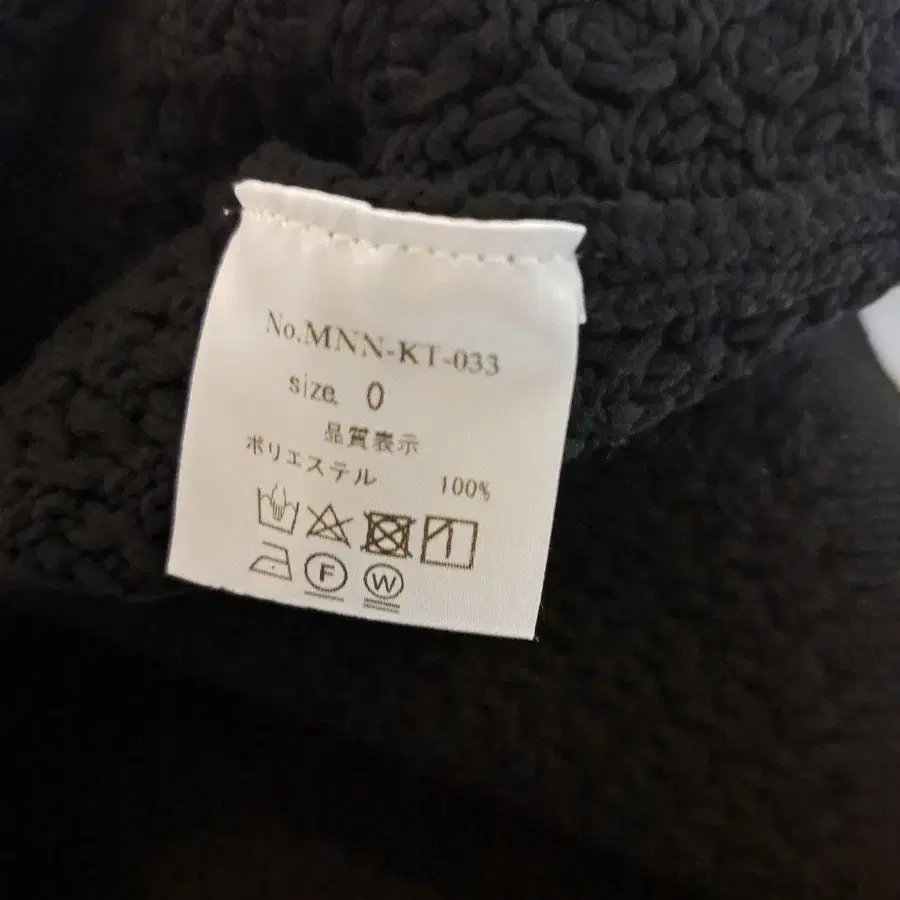 No.MNN-KT-033
size. 0
品質表示
ポリエステル 100%
F W